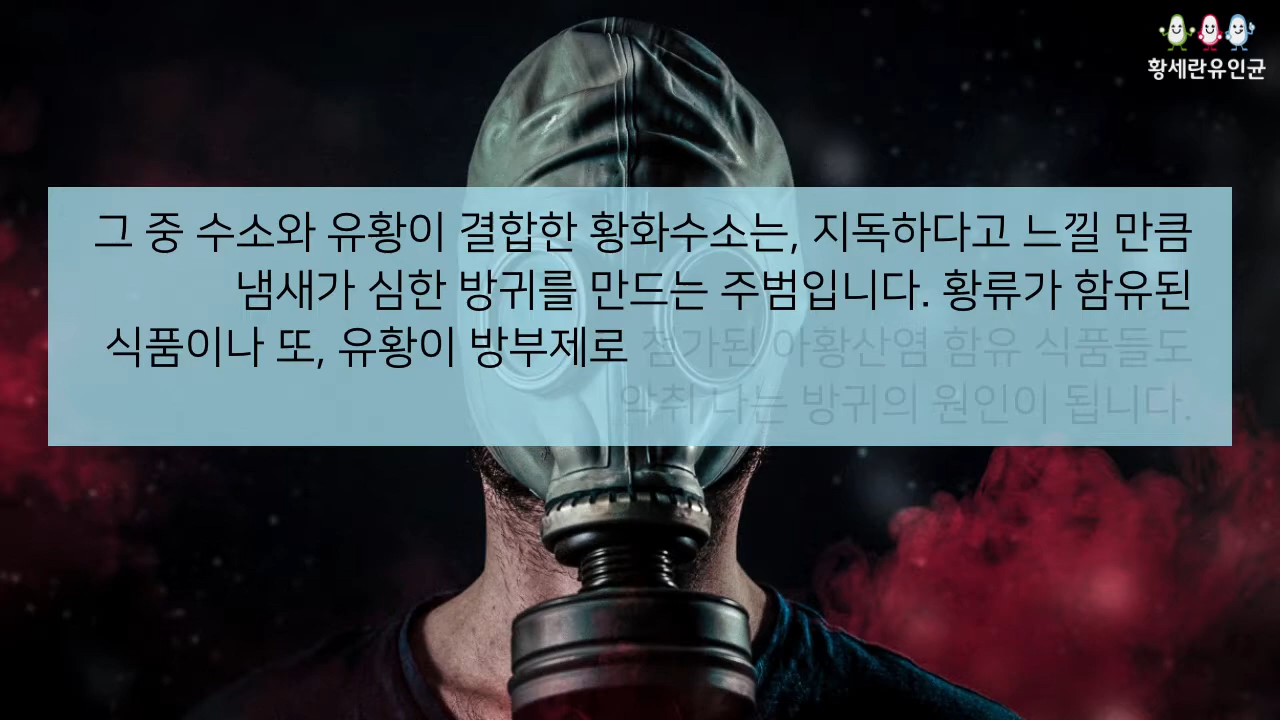 황세란유인균
그 중 수소와 유황이 결합한 황화수소는, 지독하다고 느낄 만큼
냄새가 심한 방귀를 만드는 주범입니다. 황류가 함유된
식품이나 또, 유황이 방부제로 첨가된 아황산염 함유 식품들도
악취 나는 방귀의 원인이 됩니다.